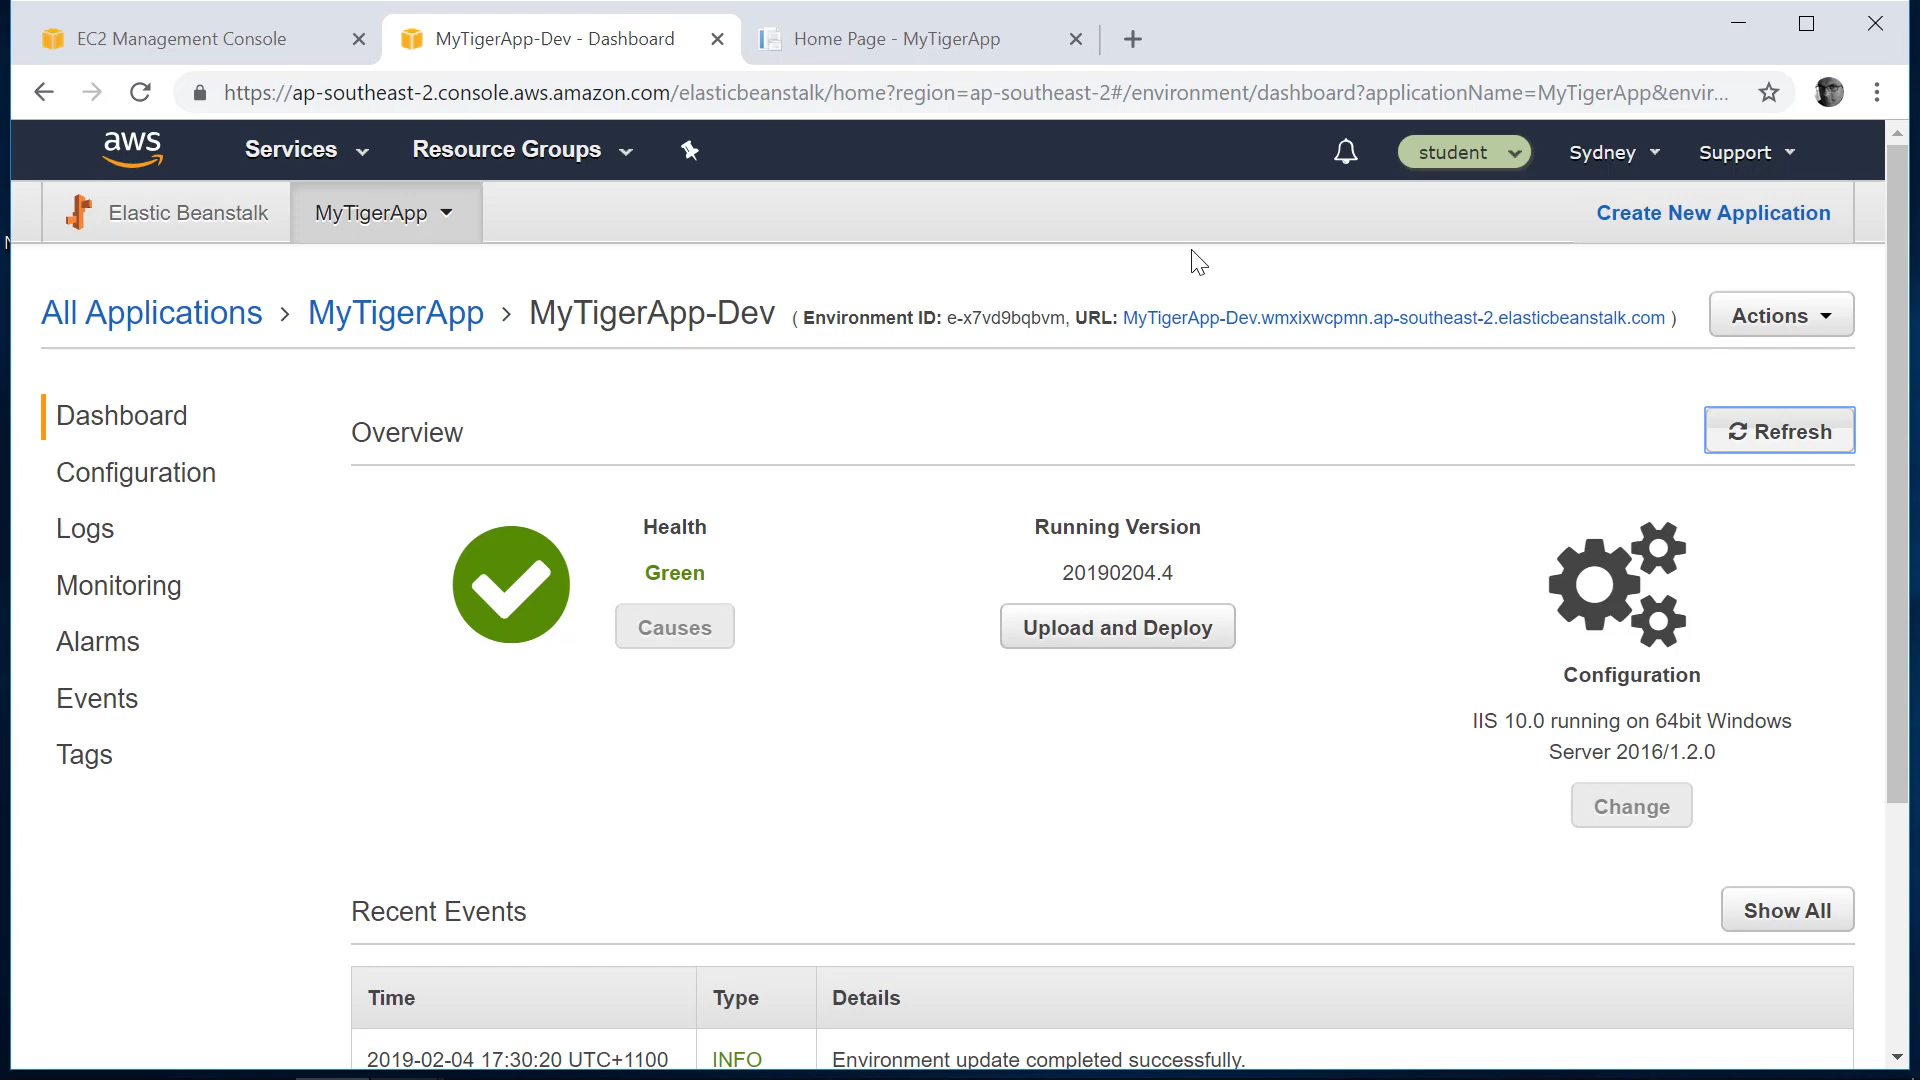 EC2 Management Console
MyTigerApp-Dev - Dashboard
Home Page - MyTigerApp
https://ap-southeast-2.console.aws.amazon.com/elasticbeanstalk/home?region=ap-southeast-2#/environment/dashboard?applicationName=MyTigerApp&envir...
aws
Services
Resource Groups
student
Sydney
Support
Elastic Beanstalk
MyTigerApp
Create New Application
All Applications > MyTigerApp > MyTigerApp-Dev ( Environment ID: e-x7vd9bqbvm, URL: MyTigerApp-Dev.wmxixwcpmn.ap-southeast-2.elasticbeanstalk.com )
Actions
Dashboard
Configuration
Logs
Monitoring
Alarms
Events
Tags
Overview
Refresh
Health
Green
Causes
Running Version
20190204.4
Upload and Deploy
Configuration
IIS 10.0 running on 64bit Windows
Server 2016/1.2.0
Change
Recent Events
Show All
Time Type Details
2019-02-04 17:30:20 UTC+1100 INFO Environment update completed successfully.